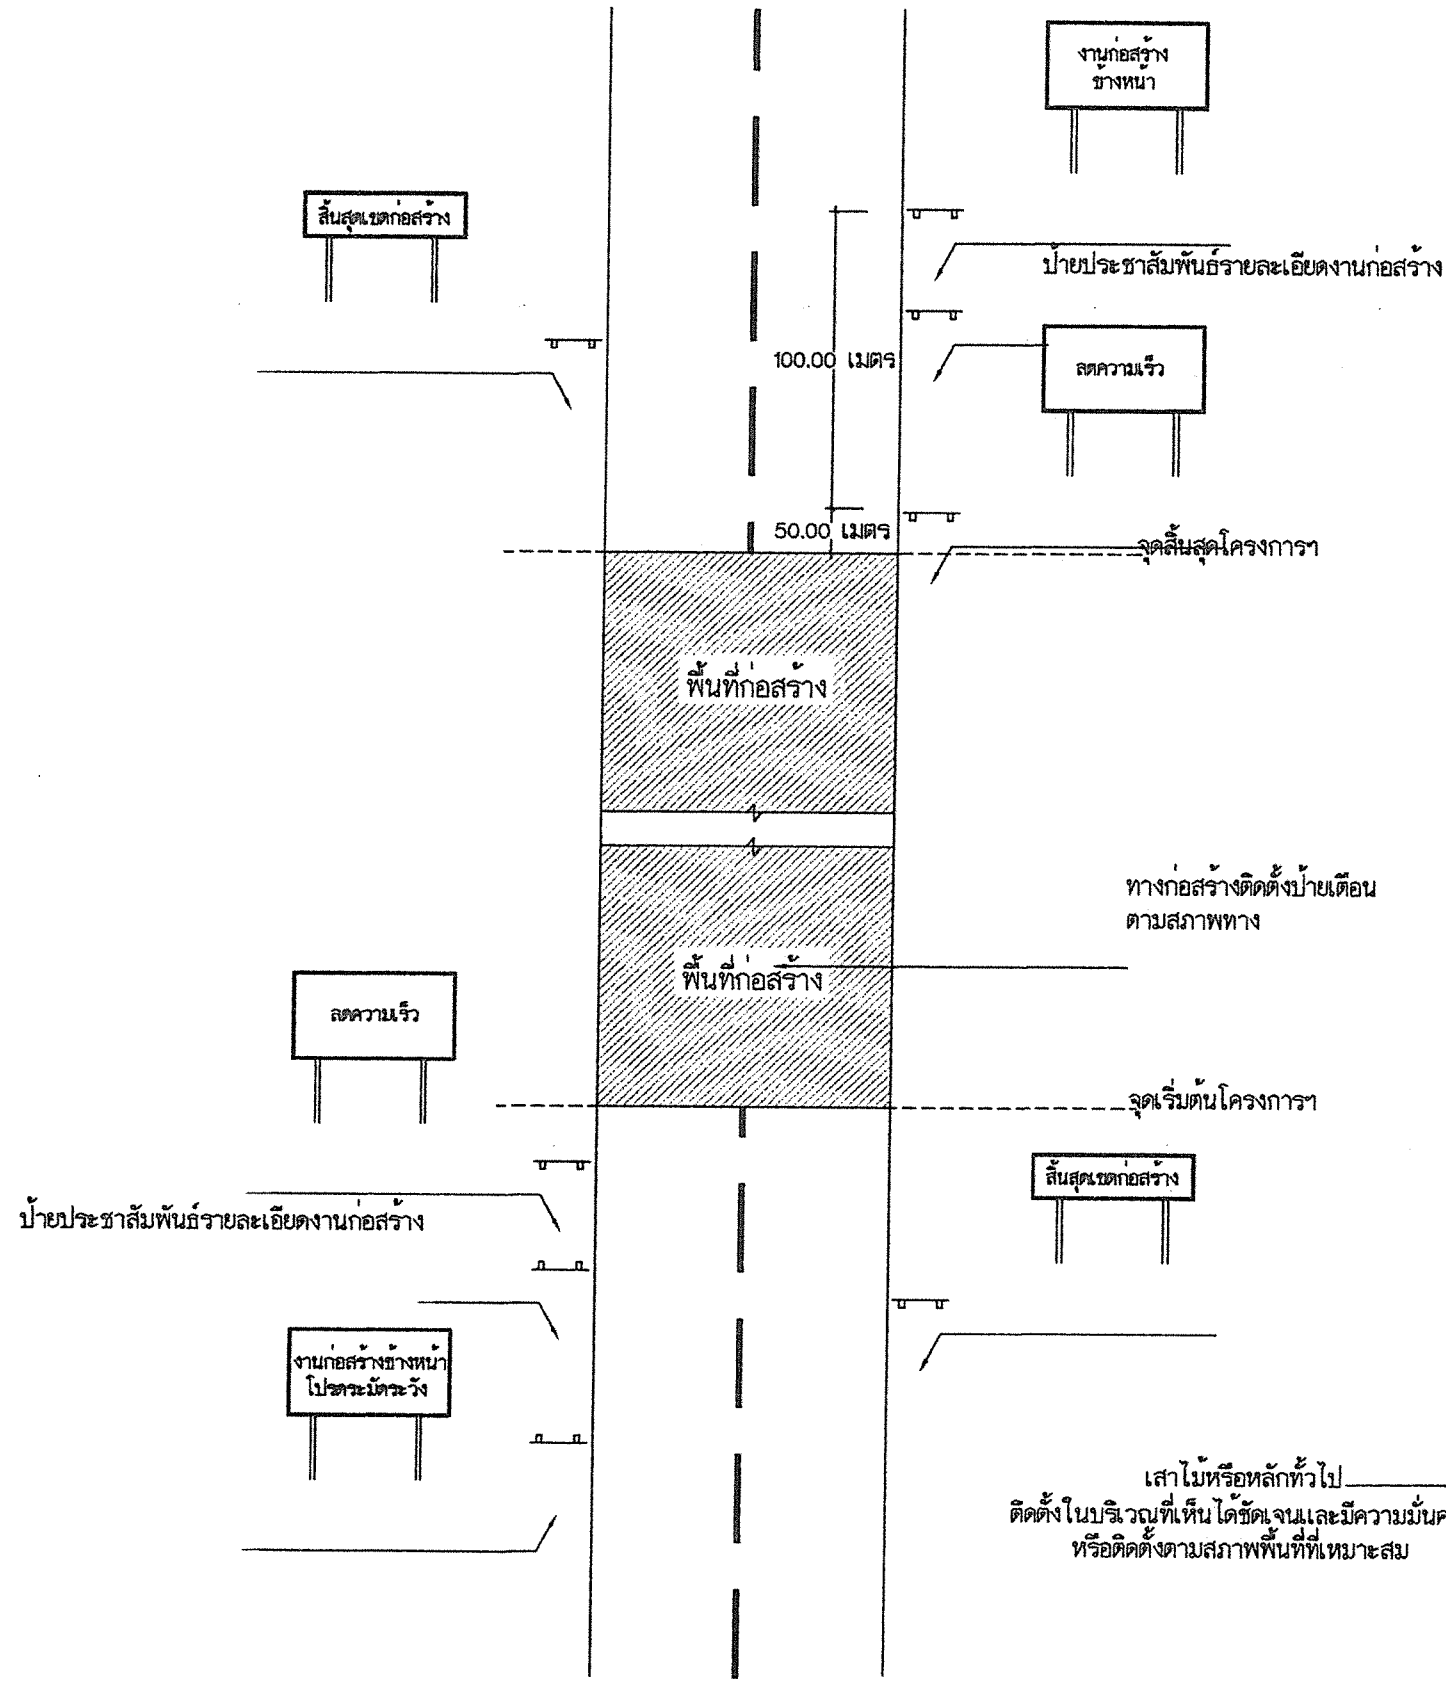 งานก่อสร้าง
ข้างหน้า
สิ้นสุดเขตก่อสร้าง
ป้ายประชาสัมพันธ์รายละเอียดงานก่อสร้าง
100.00 เมตร
ลดความเร็ว
50.00 เมตร
จุดสิ้นสุดโครงการฯ
พื้นที่ก่อสร้าง
ทางก่อสร้างติดตั้งป้ายเตือน
ตามสภาพทาง
พื้นที่ก่อสร้าง
ลดความเร็ว
จุดเริ่มต้นโครงการฯ
สิ้นสุดเขตก่อสร้าง
ป้ายประชาสัมพันธ์รายละเอียดงานก่อสร้าง
งานก่อสร้างข้างหน้า
โปรดระมัดระวัง
เสาไม้หรือหลักทั่วไป
ติดตั้งในบริเวณที่เห็นได้ชัดเจนและมีความมั่นค
หรือติดตั้งตามสภาพพื้นที่ที่เหมาะสม